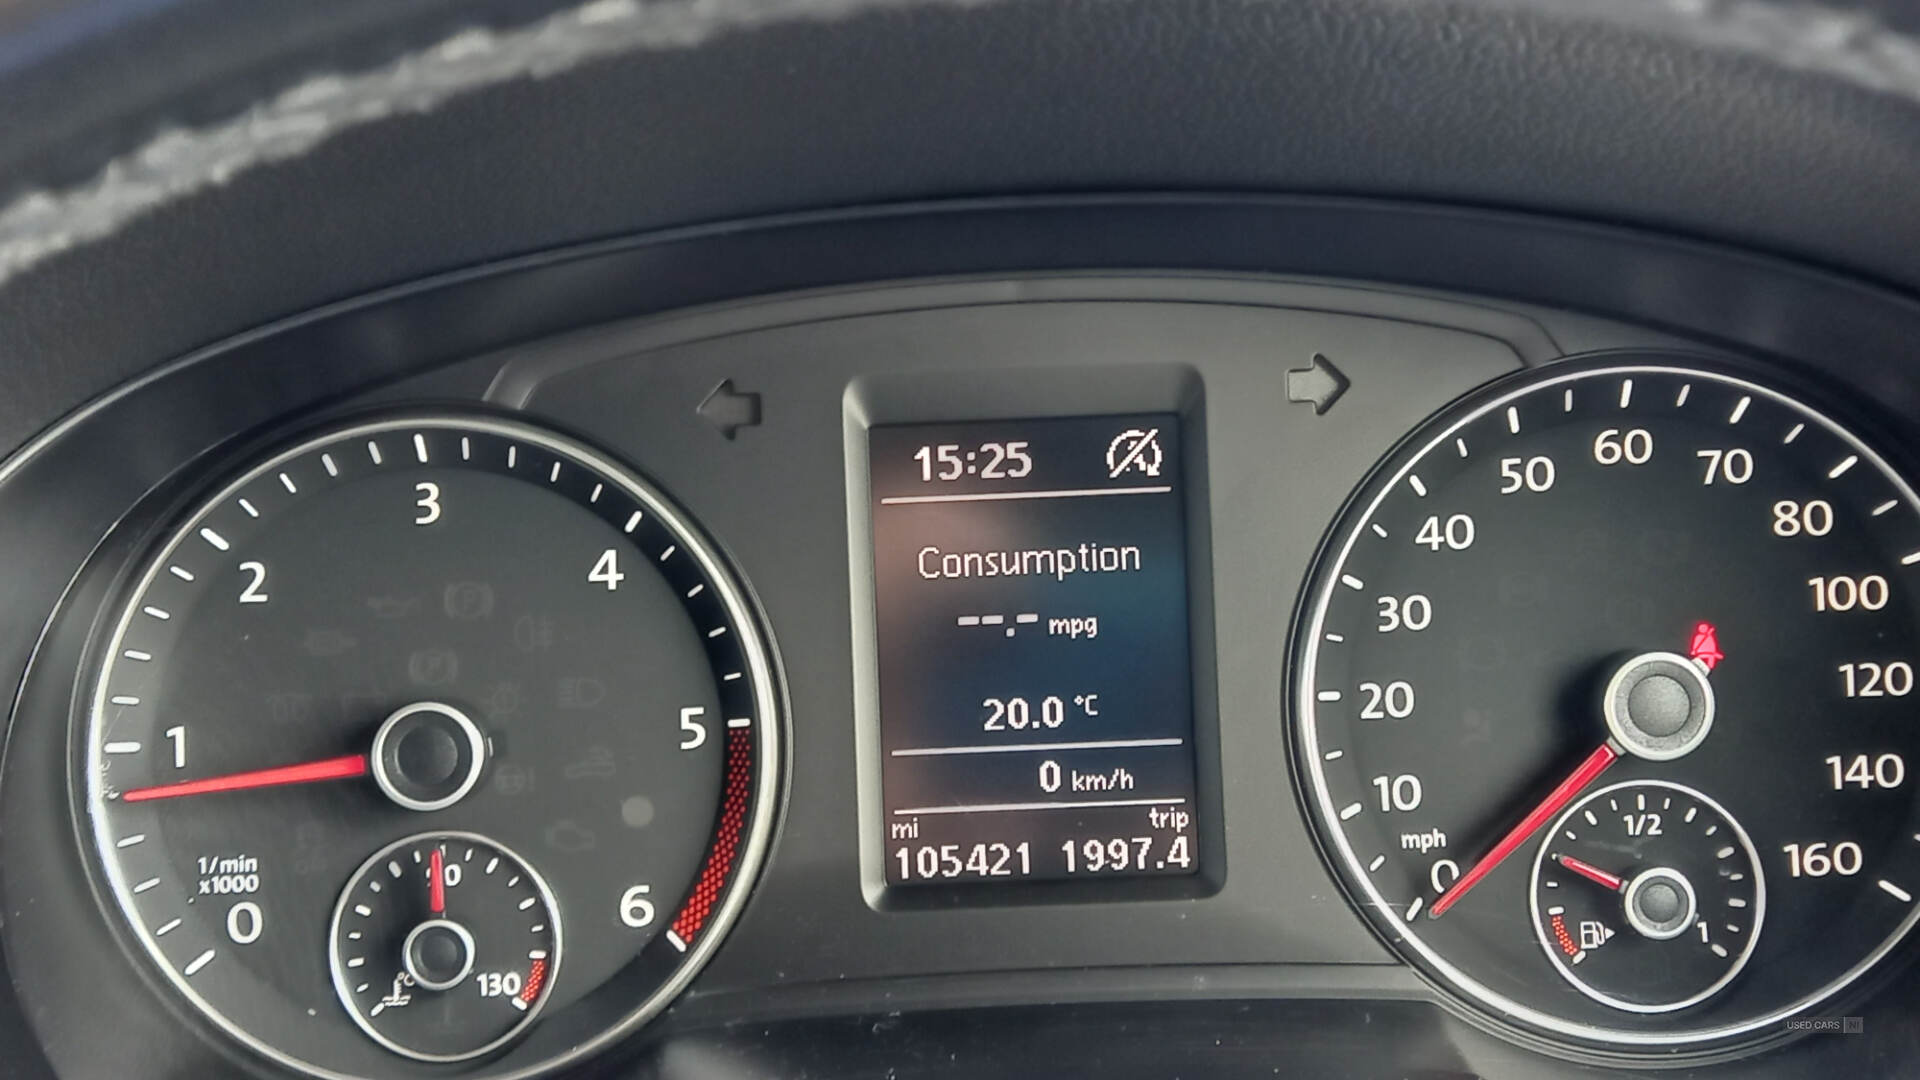 15:25
Consumption
--.- mpg
20.0 °C
0 km/h
mi trip
105421 1997.4
0 1 2 3 4 5 6
1/min
x1000
90 130
°C
0 10 20 30 40 50 60 70 80 100 120 140 160
mph
1/2 1
USED CARS NI